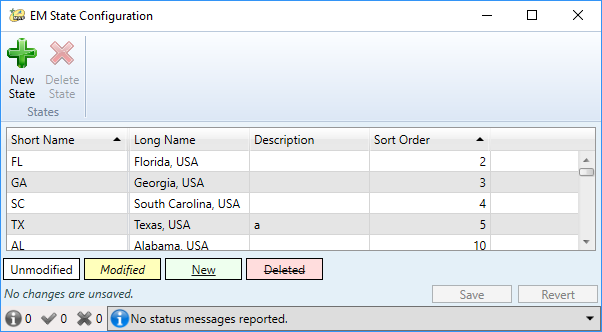 EM State Configuration
New State
Delete State
States
Short Name Long Name Description Sort Order
FL Florida, USA 2
GA Georgia, USA 3
SC South Carolina, USA 4
TX Texas, USA a 5
AL Alabama, USA 10
Unmodified Modified New Deleted
No changes are unsaved. Save Revert
0 0 0 No status messages reported.